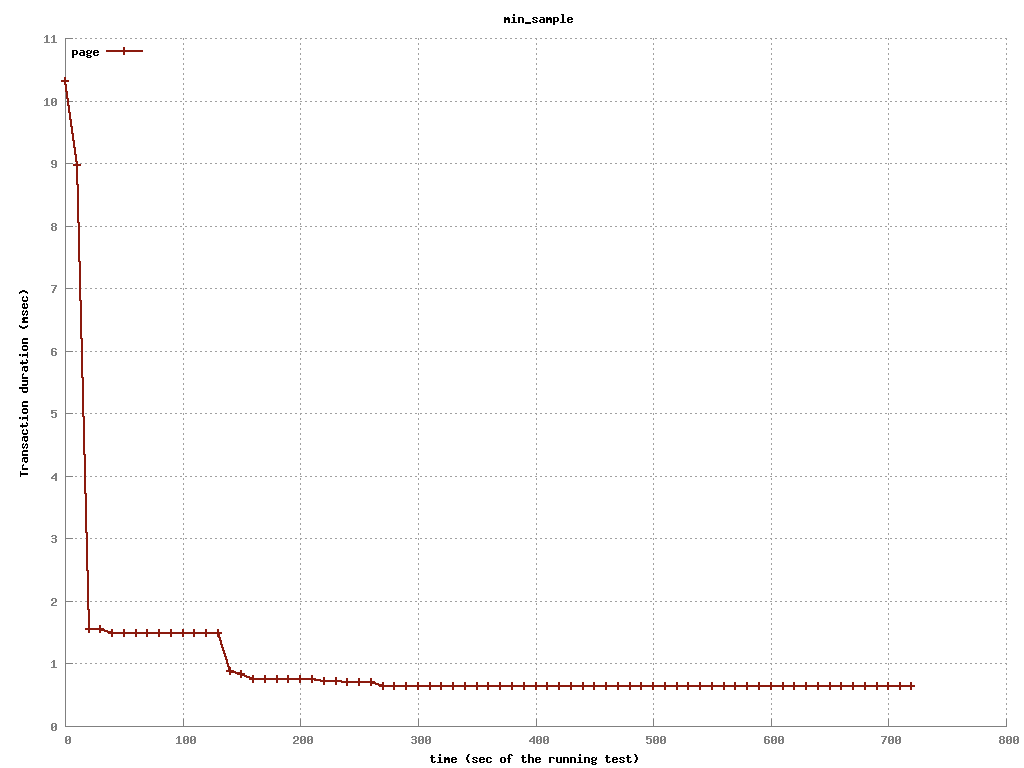 min_sample
page
11
10
9
8
7
6
5
4
3
2
1
0
Transaction duration (msec)
0 100 200 300 400 500 600 700 800
time (sec of the running test)